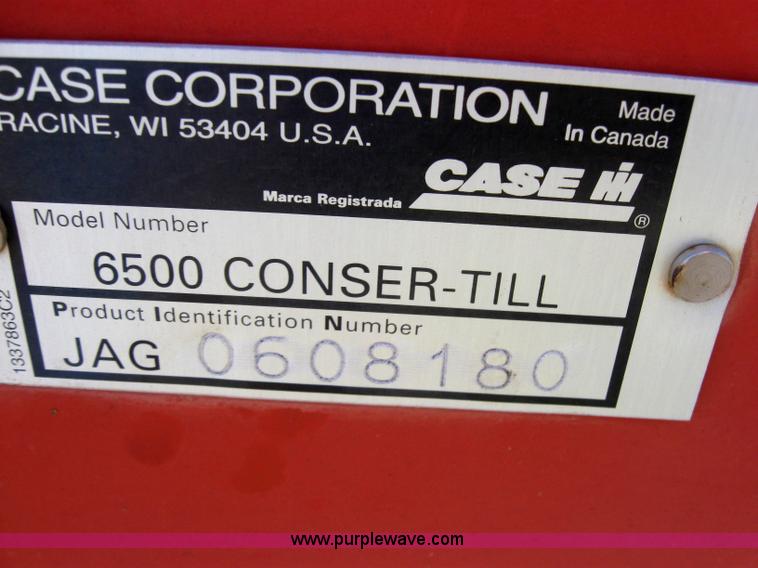 CASE CORPORATION
RACINE, WI 53404 U.S.A.
Made
In Canada
Marca Registrada
CASE IH ®
Model Number
6500 CONSER-TILL
Product Identification Number
JAG 0608180
1337863C2
www.purplewave.com